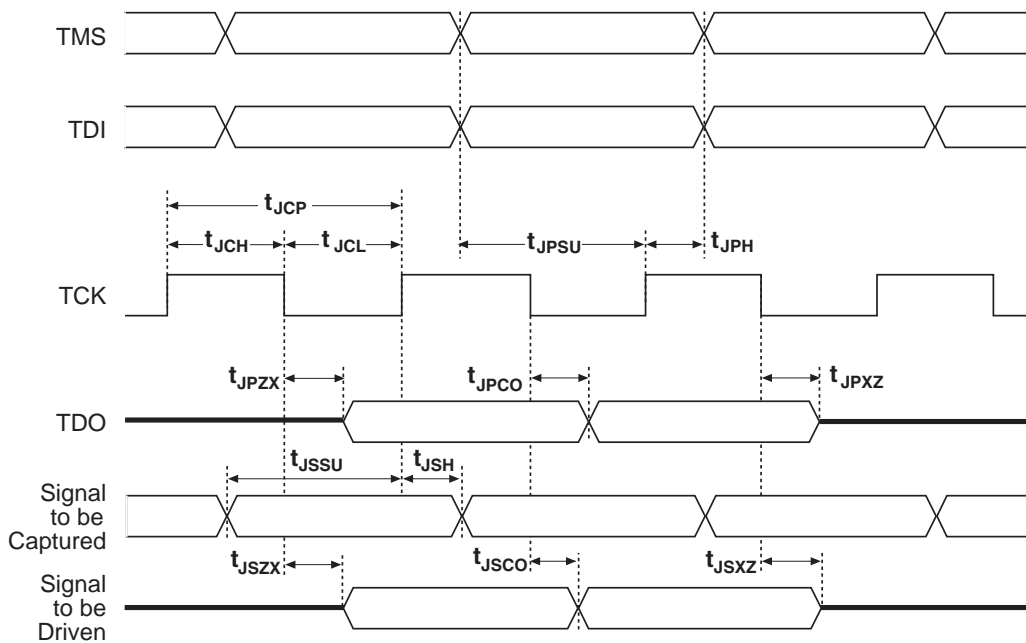 TMS
TDI
tJCP
tJCH
tJCL
tJPSU
tJPH
TCK
tJPZX
tJPCO
tJPXZ
TDO
tJSSU
tJSH
Signal
to be
Captured
tJSZX
tJSCO
tJSXZ
Signal
to be
Driven